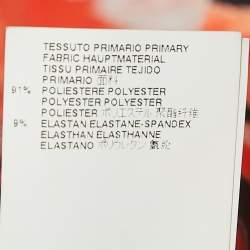 TESSUTO PRIMARIO PRIMARY
FABRIC HAUPTMATERIAL
TISSU PRIMAIRE TEJIDO
PRIMARIO 面料
91% POLIESTERE POLYESTER
POLYESTER POLYESTER
POLIESTER ポリエステル 聚酯纤维
9% ELASTAN ELASTANE-SPANDEX
ELASTHAN ELASTHANNE
ELASTANO ポリウレタン 氨纶